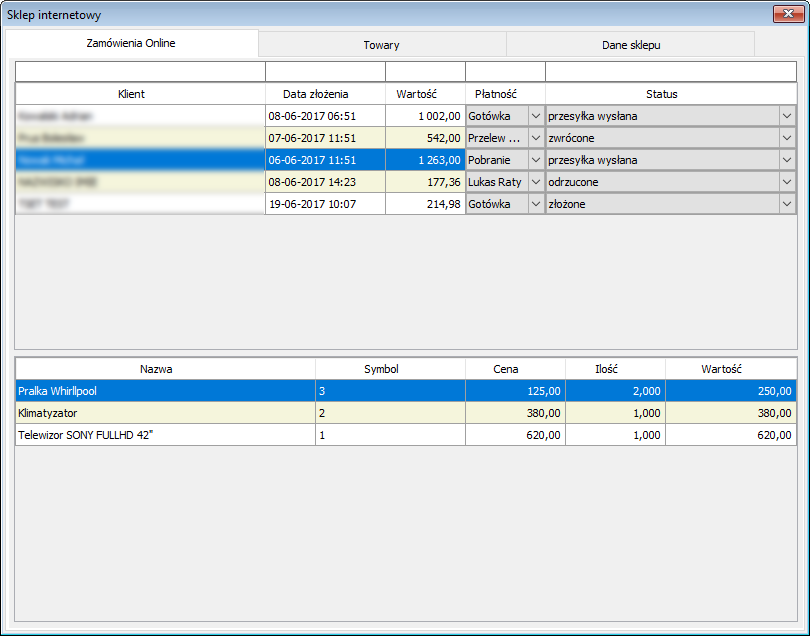 Sklep internetowy
Zamówienia Online Towary Dane sklepu
Klient Data złożenia Wartość Płatność Status
08-06-2017 06:51 1 002,00 Gotówka przesyłka wysłana
07-06-2017 11:51 542,00 Przelew ... zwrócone
06-06-2017 11:51 1 263,00 Pobranie przesyłka wysłana
08-06-2017 14:23 177,36 Lukas Raty odrzucone
19-06-2017 10:07 214,98 Gotówka złożone
Nazwa Symbol Cena Ilość Wartość
Pralka Whirllpool 3 125,00 2,000 250,00
Klimatyzator 2 380,00 1,000 380,00
Telewizor SONY FULLHD 42" 1 620,00 1,000 620,00